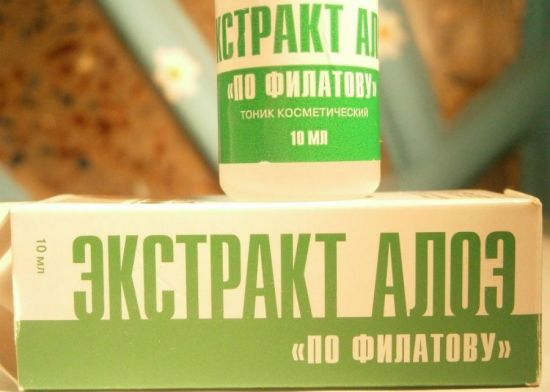 ЭКСТРАКТ АЛ
«ПО ФИЛАТОВУ»
ТОНИК КОСМЕТИЧЕСКИЙ
10 МЛ
10 мл
ЭКСТРАКТ АЛОЭ
«ПО ФИЛАТОВУ»